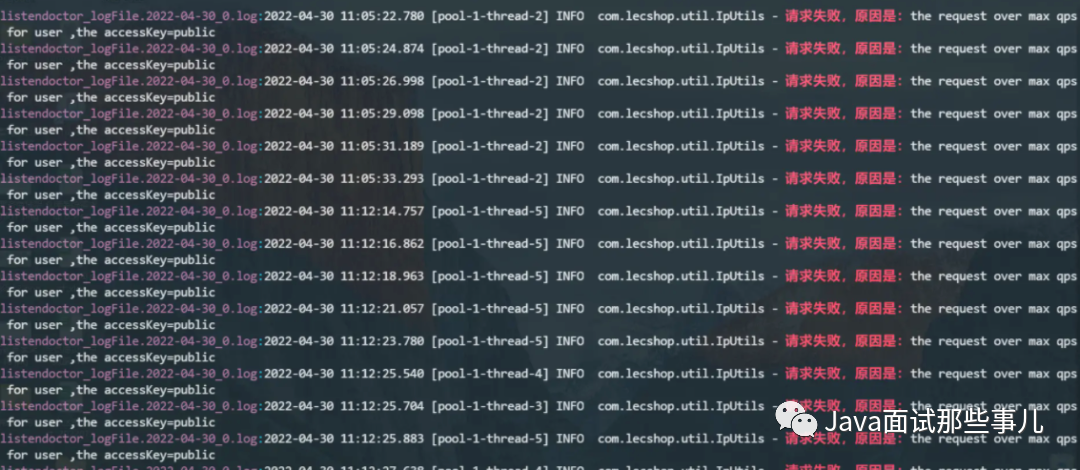 listendoctor_logFile.2022-04-30_0.log:2022-04-30 11:05:22.780 [pool-1-thread-2] INFO  com.lecshop.util.IpUtils - 请求失败，原因是：the request over max qps
for user ,the accessKey=public
listendoctor_logFile.2022-04-30_0.log:2022-04-30 11:05:24.874 [pool-1-thread-2] INFO  com.lecshop.util.IpUtils - 请求失败，原因是：the request over max qps
for user ,the accessKey=public
listendoctor_logFile.2022-04-30_0.log:2022-04-30 11:05:26.998 [pool-1-thread-2] INFO  com.lecshop.util.IpUtils - 请求失败，原因是：the request over max qps
for user ,the accessKey=public
listendoctor_logFile.2022-04-30_0.log:2022-04-30 11:05:29.098 [pool-1-thread-2] INFO  com.lecshop.util.IpUtils - 请求失败，原因是：the request over max qps
for user ,the accessKey=public
listendoctor_logFile.2022-04-30_0.log:2022-04-30 11:05:31.189 [pool-1-thread-2] INFO  com.lecshop.util.IpUtils - 请求失败，原因是：the request over max qps
for user ,the accessKey=public
listendoctor_logFile.2022-04-30_0.log:2022-04-30 11:05:33.293 [pool-1-thread-2] INFO  com.lecshop.util.IpUtils - 请求失败，原因是：the request over max qps
for user ,the accessKey=public
listendoctor_logFile.2022-04-30_0.log:2022-04-30 11:12:14.757 [pool-1-thread-5] INFO  com.lecshop.util.IpUtils - 请求失败，原因是：the request over max qps
for user ,the accessKey=public
listendoctor_logFile.2022-04-30_0.log:2022-04-30 11:12:16.862 [pool-1-thread-5] INFO  com.lecshop.util.IpUtils - 请求失败，原因是：the request over max qps
for user ,the accessKey=public
listendoctor_logFile.2022-04-30_0.log:2022-04-30 11:12:18.963 [pool-1-thread-5] INFO  com.lecshop.util.IpUtils - 请求失败，原因是：the request over max qps
for user ,the accessKey=public
listendoctor_logFile.2022-04-30_0.log:2022-04-30 11:12:21.057 [pool-1-thread-5] INFO  com.lecshop.util.IpUtils - 请求失败，原因是：the request over max qps
for user ,the accessKey=public
listendoctor_logFile.2022-04-30_0.log:2022-04-30 11:12:23.780 [pool-1-thread-5] INFO  com.lecshop.util.IpUtils - 请求失败，原因是：the request over max qps
for user ,the accessKey=public
listendoctor_logFile.2022-04-30_0.log:2022-04-30 11:12:25.540 [pool-1-thread-4] INFO  com.lecshop.util.IpUtils - 请求失败，原因是：the request over max qps
for user ,the accessKey=public
listendoctor_logFile.2022-04-30_0.log:2022-04-30 11:12:25.704 [pool-1-thread-3] INFO  com.lecshop.util.IpUtils - 失败，原因是：the request over max qps
for user ,the accessKey=public
Java面试那些事儿
listendoctor_logFile.2022-04-30_0.log:2022-04-30 11:12:25.883 [pool-1-thread-5] INFO  com.lecshop.util.IpUtils - 请求失败，原因是：the request over max qps
for user ,the accessKey=public